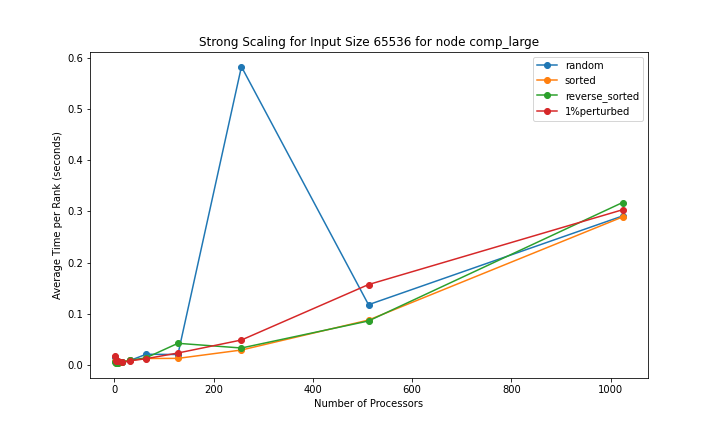 Strong Scaling for Input Size 65536 for node comp_large
random
sorted
reverse_sorted
1%perturbed
Average Time per Rank (seconds)
0.6
0.5
0.4
0.3
0.2
0.1
0.0
0
200
400
600
800
1000
Number of Processors